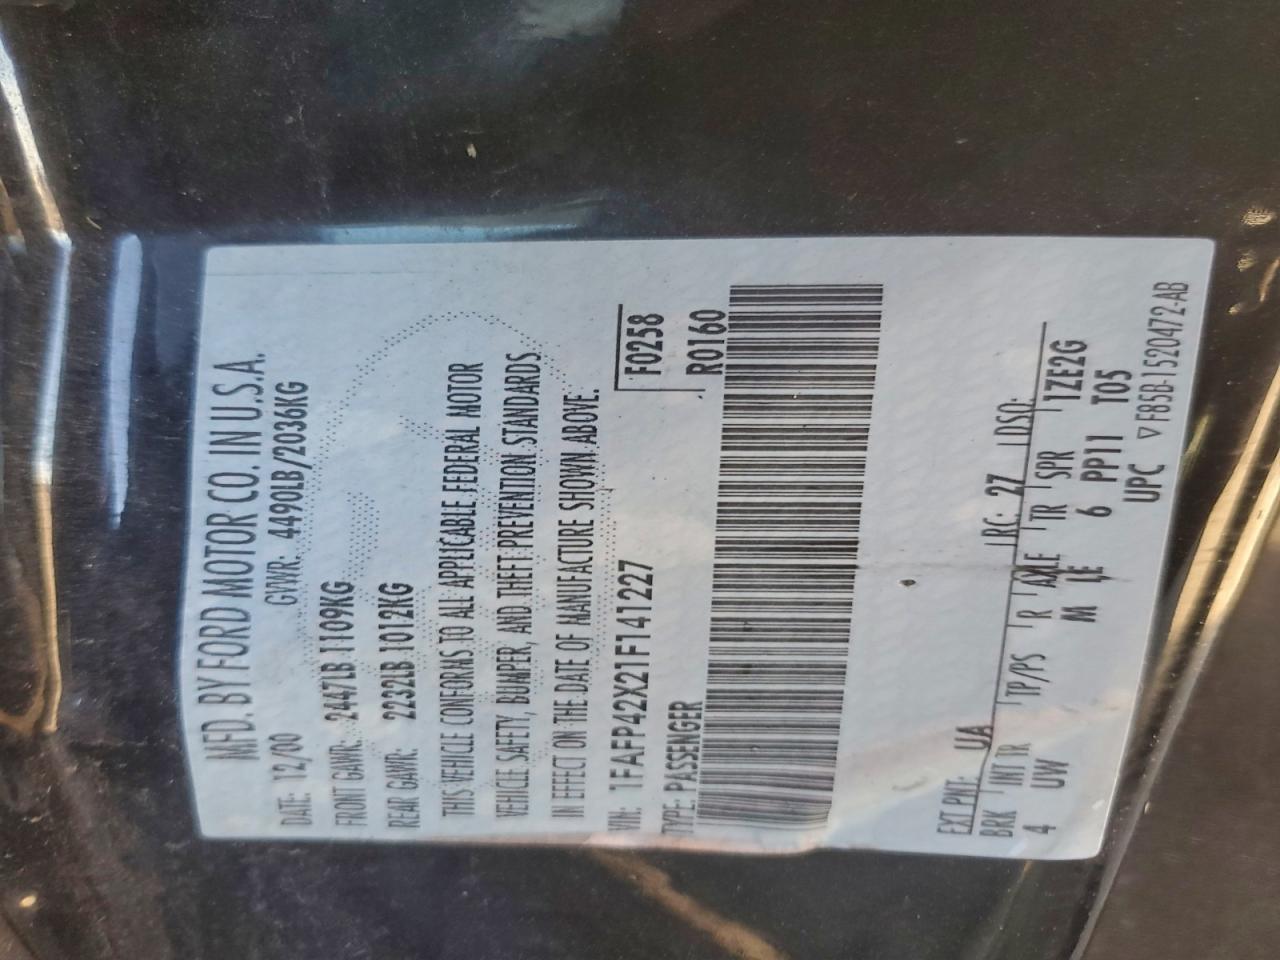 MFD. BY FORD MOTOR CO. IN U.S.A.
DATE: 12/00 GVWR: 4490LB/2036KG
FRONT GAWR: 2447LB 1109KG
REAR GAWR: 2232LB 1012KG
THIS VEHICLE CONFORMS TO ALL APPLICABLE FEDERAL MOTOR
VEHICLE SAFETY, BUMPER, AND THEFT PREVENTION STANDARDS
IN EFFECT ON THE DATE OF MANUFACTURE SHOWN ABOVE.
VIN: 1FAFP42X21F141227 F0258
TYPE: PASSENGER R0160
EXT PNT: UA RC: 27 DSO:
BRK INT TR TP/PS R AXLE TR SPR 1ZE2G
4 UW M LE 6 PP11 T05
UPC
▽ F85B-1520472-AB